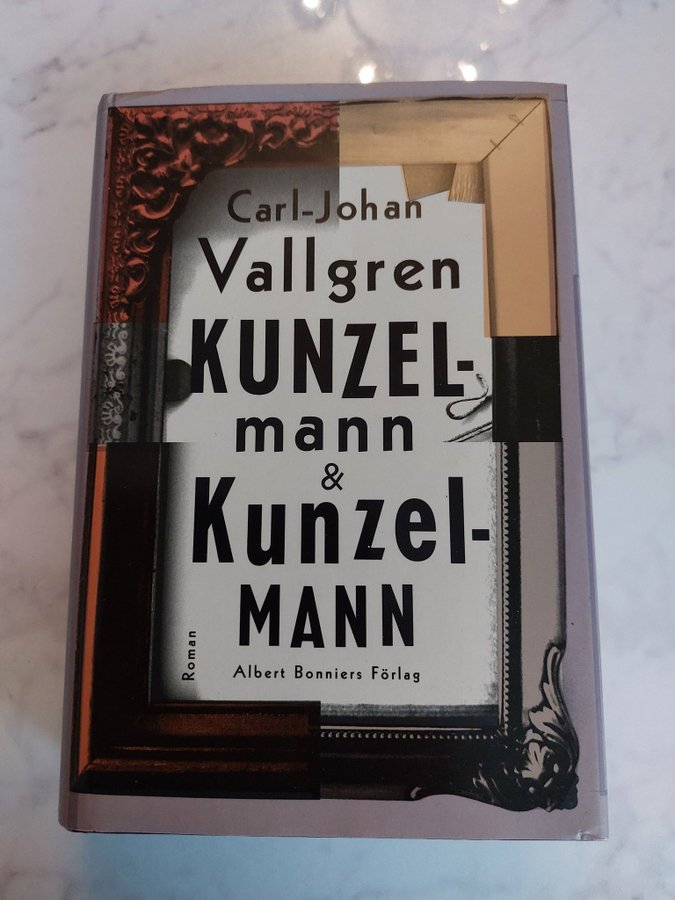 Carl-Johan
Vallgren
KUNZEL-
mann
&
Kunzel-
MANN
Roman
Albert Bonniers Förlag